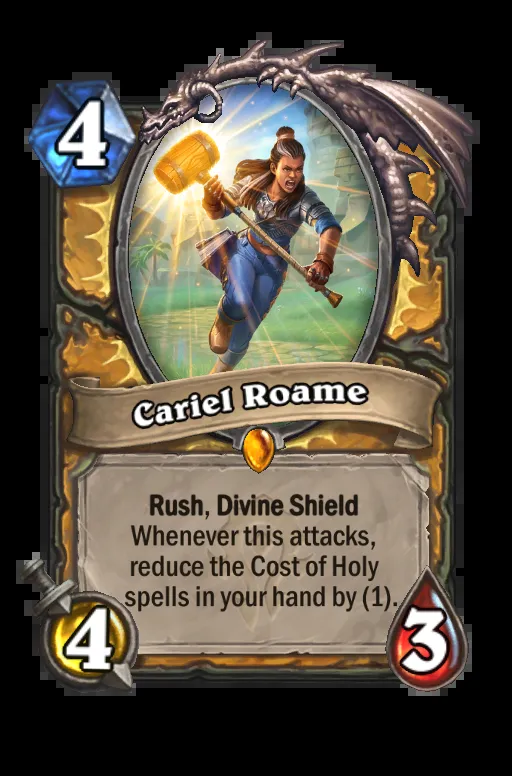 4
Cariel Roame
Rush, Divine Shield
Whenever this attacks,
reduce the Cost of Holy
spells in your hand by (1).
4
3